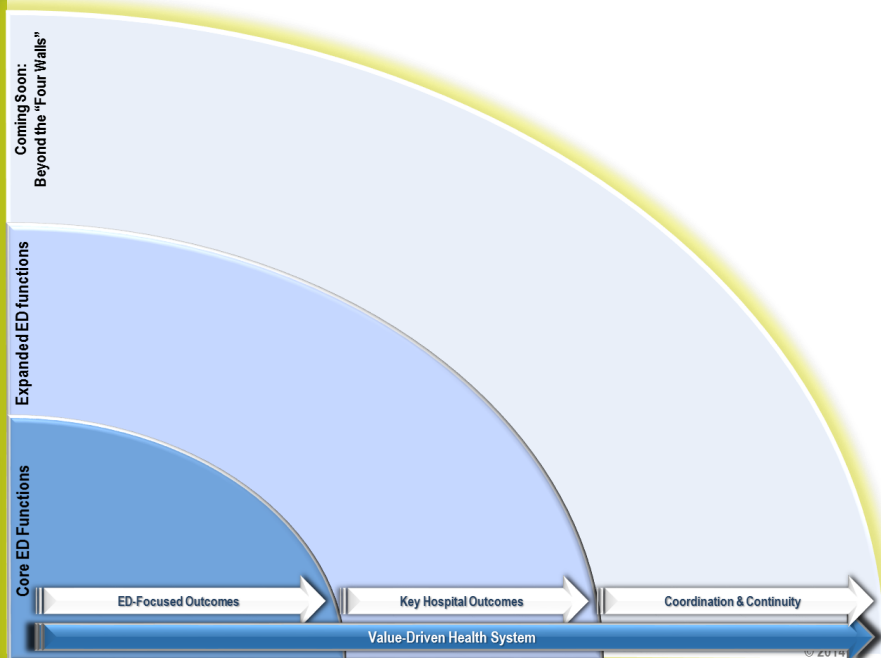 Coming Soon:
Beyond the “Four Walls”
Expanded ED functions
Core ED Functions
ED-Focused Outcomes
Key Hospital Outcomes
Coordination & Continuity
Value-Driven Health System
© 2014